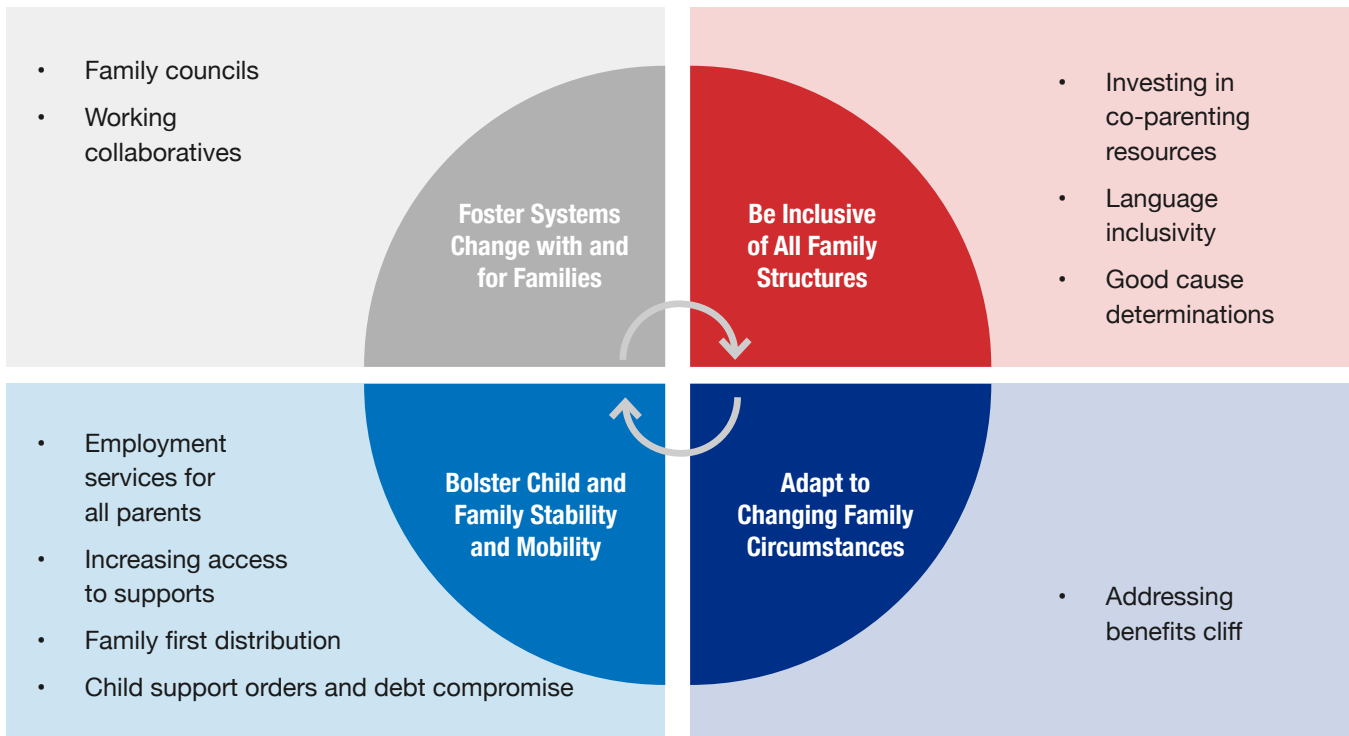 • Family councils
• Working
collaboratives
Foster Systems
Change with and
for Families
Be Inclusive
of All Family
Structures
• Investing in
co-parenting
resources
• Language
inclusivity
• Good cause
determinations
• Employment
services for
all parents
• Increasing access
to supports
• Family first distribution
• Child support orders and debt compromise
Bolster Child and
Family Stability
and Mobility
Adapt to
Changing Family
Circumstances
• Addressing
benefits cliff